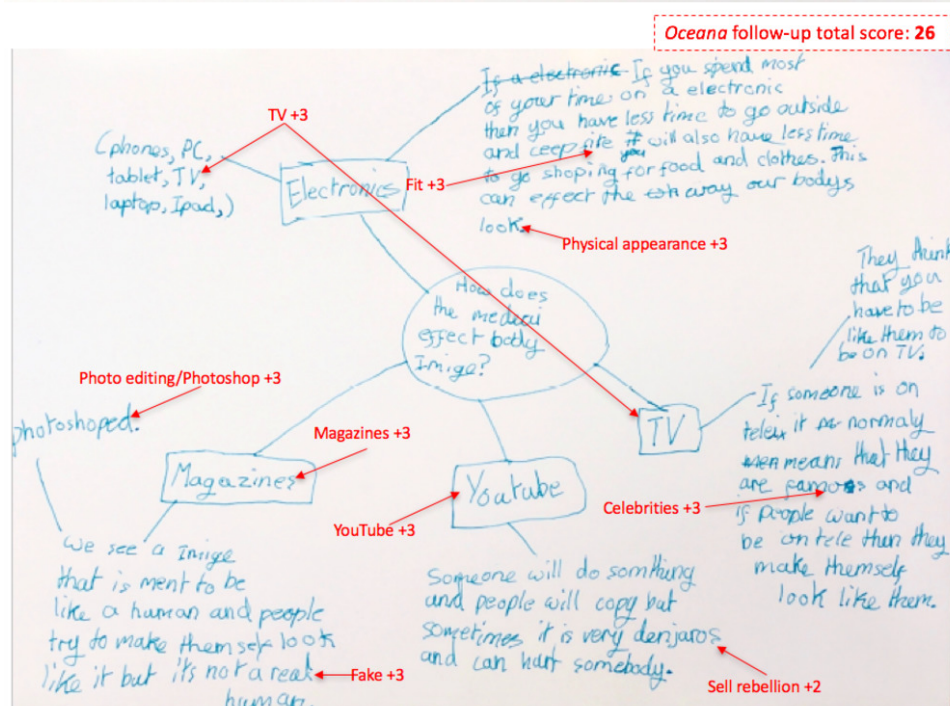 Oceana follow-up total score: 26
If a electronic If you spend most
of your time on a electronic
then you have less time to go outside
and ceep fite # will also have less time
you
to go shoping for food and clothes. This
can effect the way our bodys
look.
TV +3
(phones, PC,
tablet, TV,
laptop, Ipad,)
Electronics
Fit +3
Physical appearance +3
How does
the medeai
effect body
Imige?
They think
that you
have to be
like them to
be on TV.
Photo editing/Photoshop +3
photoshoped.
Magazines +3
Magazines
YouTube +3
Youtube
TV
If someone is on
it normaly
means that they
are famous and
if people want to
be on tele then they
make themself
look like them.
Celebrities +3
We see a Imige
that is ment to be
like a human and people
try to make themself look
like it but it's not a real
human.
Fake +3
Someone will do somthing
and people will copy but
sometimes it is very denjaros
and can hurt somebody.
Sell rebellion +2